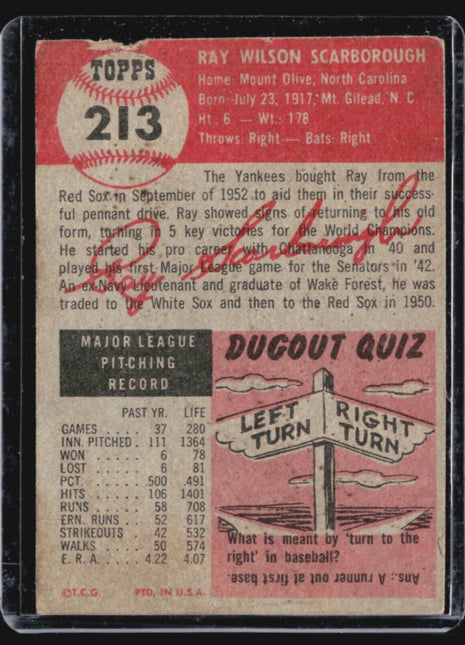 TOPPS
213
RAY WILSON SCARBOROUGH
Home: Mount Olive, North Carolina
Born: July 23, 1917, Mt. Gilead, N. C.
Ht.: 6 — Wt.: 178
Throws: Right — Bats: Right
The Yankees bought Ray from the
Red Sox in September of 1952 to aid them in their success-
ful pennant drive. Ray showed signs of returning to his old
form, turning in 5 key victories for the World Champions.
He started his pro career with Chattanooga in '40 and
played his first Major League game for the Senators in '42.
An ex-Navy Lieutenant and graduate of Wake Forest, he was
traded to the White Sox and then to the Red Sox in 1950.
Ray Scarborough
MAJOR LEAGUE
PITCHING
RECORD
PAST YR. LIFE
GAMES . . . . 37 280
INN. PITCHED . 111 1364
WON . . . . . 6 78
LOST . . . . . 6 81
PCT. . . . . . .500 .491
HITS . . . . . 106 1401
RUNS . . . . . 58 708
ERN. RUNS . . 52 617
STRIKEOUTS . . 42 532
WALKS . . . . 50 574
E. R. A. . . . . 4.22 4.07
©T.C.G. PTD. IN U.S.A.
DUGOUT QUIZ
LEFT TURN
RIGHT TURN
What is meant by 'turn to the
right' in baseball?
Ans.: A runner out at first base.